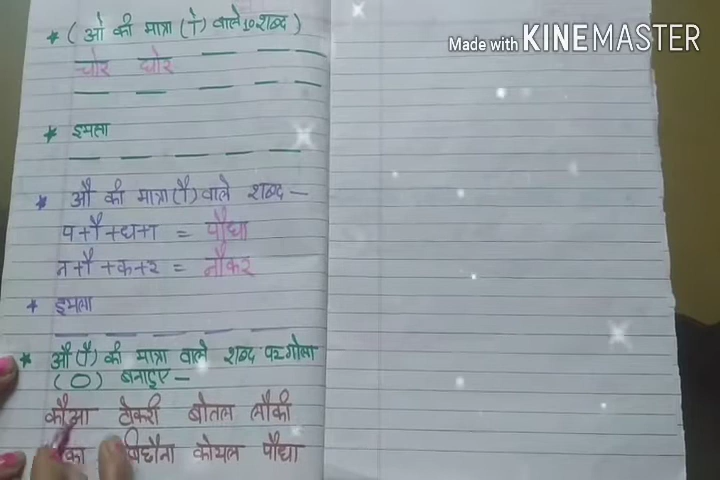 * ( ओ की मात्रा ( ो ) वाले 10 शब्द )
चोर घोर — —
— — — — —
* इमला
— — — — —
* औ की मात्रा ( ौ ) वाले शब्द —
प + ौ + धा + ा = पौधा
न + ौ + क + र = नौकर
* इमला
— — — — —
* औ ( ौ ) की मात्रा वाले शब्द पर गोला
( O ) बनाइए —
कौआ टोकरी बोतल लौकी
बिछौना कोयल पौधा
Made with KINEMASTER